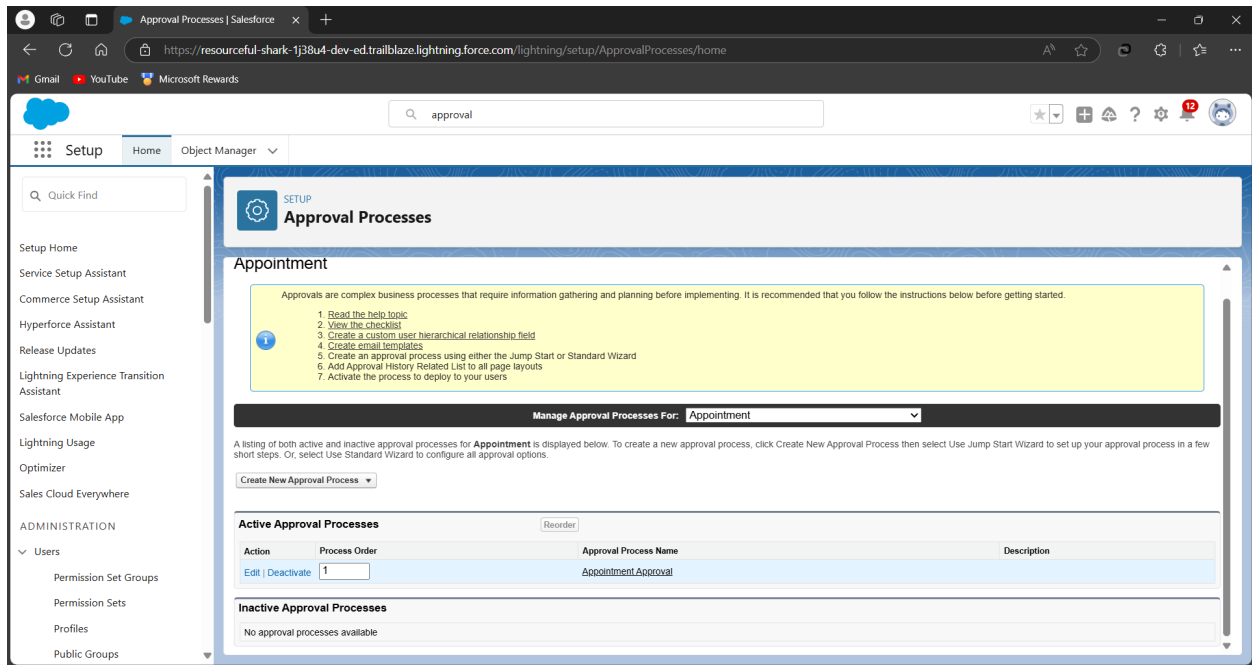 Approval Processes | Salesforce
https://resourceful-shark-1j38u4-dev-ed.trailblaze.lightning.force.com/lightning/setup/ApprovalProcesses/home
Gmail YouTube Microsoft Rewards
approval
12
Setup Home Object Manager
Quick Find
Setup Home
Service Setup Assistant
Commerce Setup Assistant
Hyperforce Assistant
Release Updates
Lightning Experience Transition
Assistant
Salesforce Mobile App
Lightning Usage
Optimizer
Sales Cloud Everywhere
ADMINISTRATION
Users
Permission Set Groups
Permission Sets
Profiles
Public Groups
SETUP
Approval Processes
Appointment
Approvals are complex business processes that require information gathering and planning before implementing. It is recommended that you follow the instructions below before getting started.
1. Read the help topic
2. View the checklist
3. Create a custom user hierarchical relationship field
4. Create email templates
5. Create an approval process using either the Jump Start or Standard Wizard
6. Add Approval History Related List to all page layouts
7. Activate the process to deploy to your users
Manage Approval Processes For: Appointment
A listing of both active and inactive approval processes for Appointment is displayed below. To create a new approval process, click Create New Approval Process then select Use Jump Start Wizard to set up your approval process in a few
short steps. Or, select Use Standard Wizard to configure all approval options.
Create New Approval Process
Active Approval Processes Reorder
Action Process Order Approval Process Name Description
Edit | Deactivate 1 Appointment Approval
Inactive Approval Processes
No approval processes available